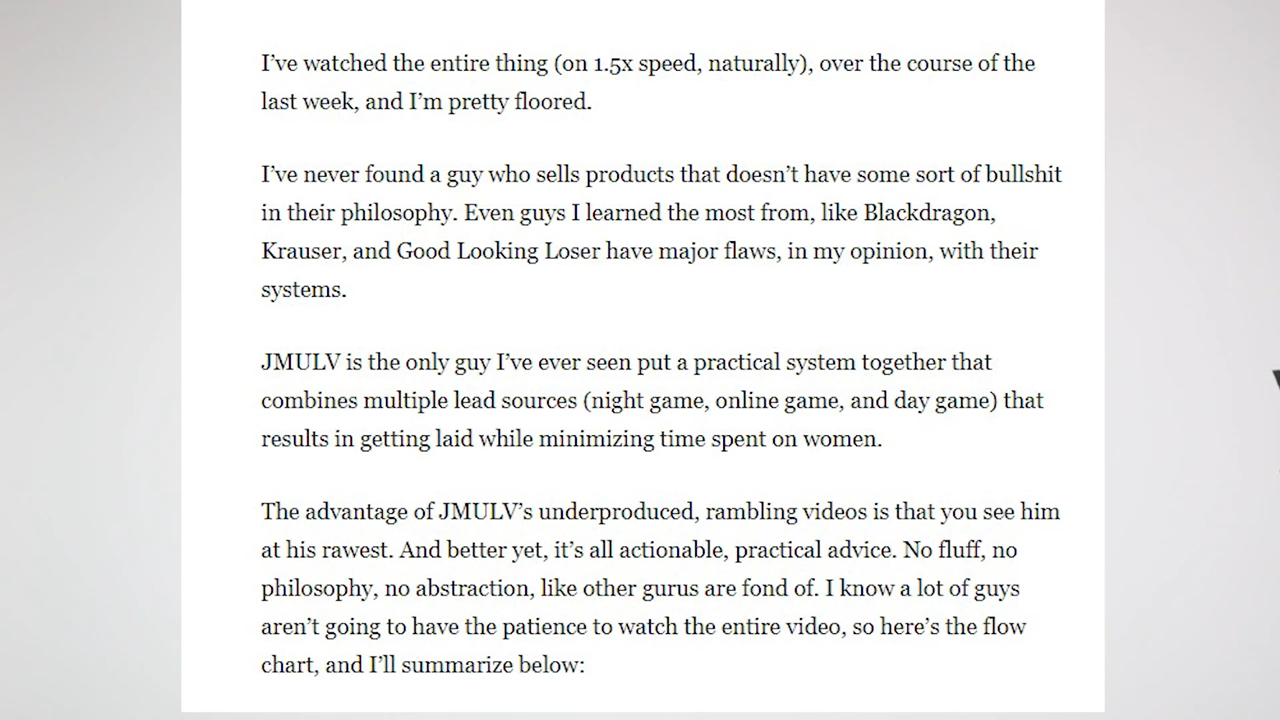 I’ve watched the entire thing (on 1.5x speed, naturally), over the course of the
last week, and I’m pretty floored.
I’ve never found a guy who sells products that doesn’t have some sort of bullshit
in their philosophy. Even guys I learned the most from, like Blackdragon,
Krauser, and Good Looking Loser have major flaws, in my opinion, with their
systems.
JMULV is the only guy I’ve ever seen put a practical system together that
combines multiple lead sources (night game, online game, and day game) that
results in getting laid while minimizing time spent on women.
The advantage of JMULV’s underproduced, rambling videos is that you see him
at his rawest. And better yet, it’s all actionable, practical advice. No fluff, no
philosophy, no abstraction, like other gurus are fond of. I know a lot of guys
aren’t going to have the patience to watch the entire video, so here’s the flow
chart, and I’ll summarize below: